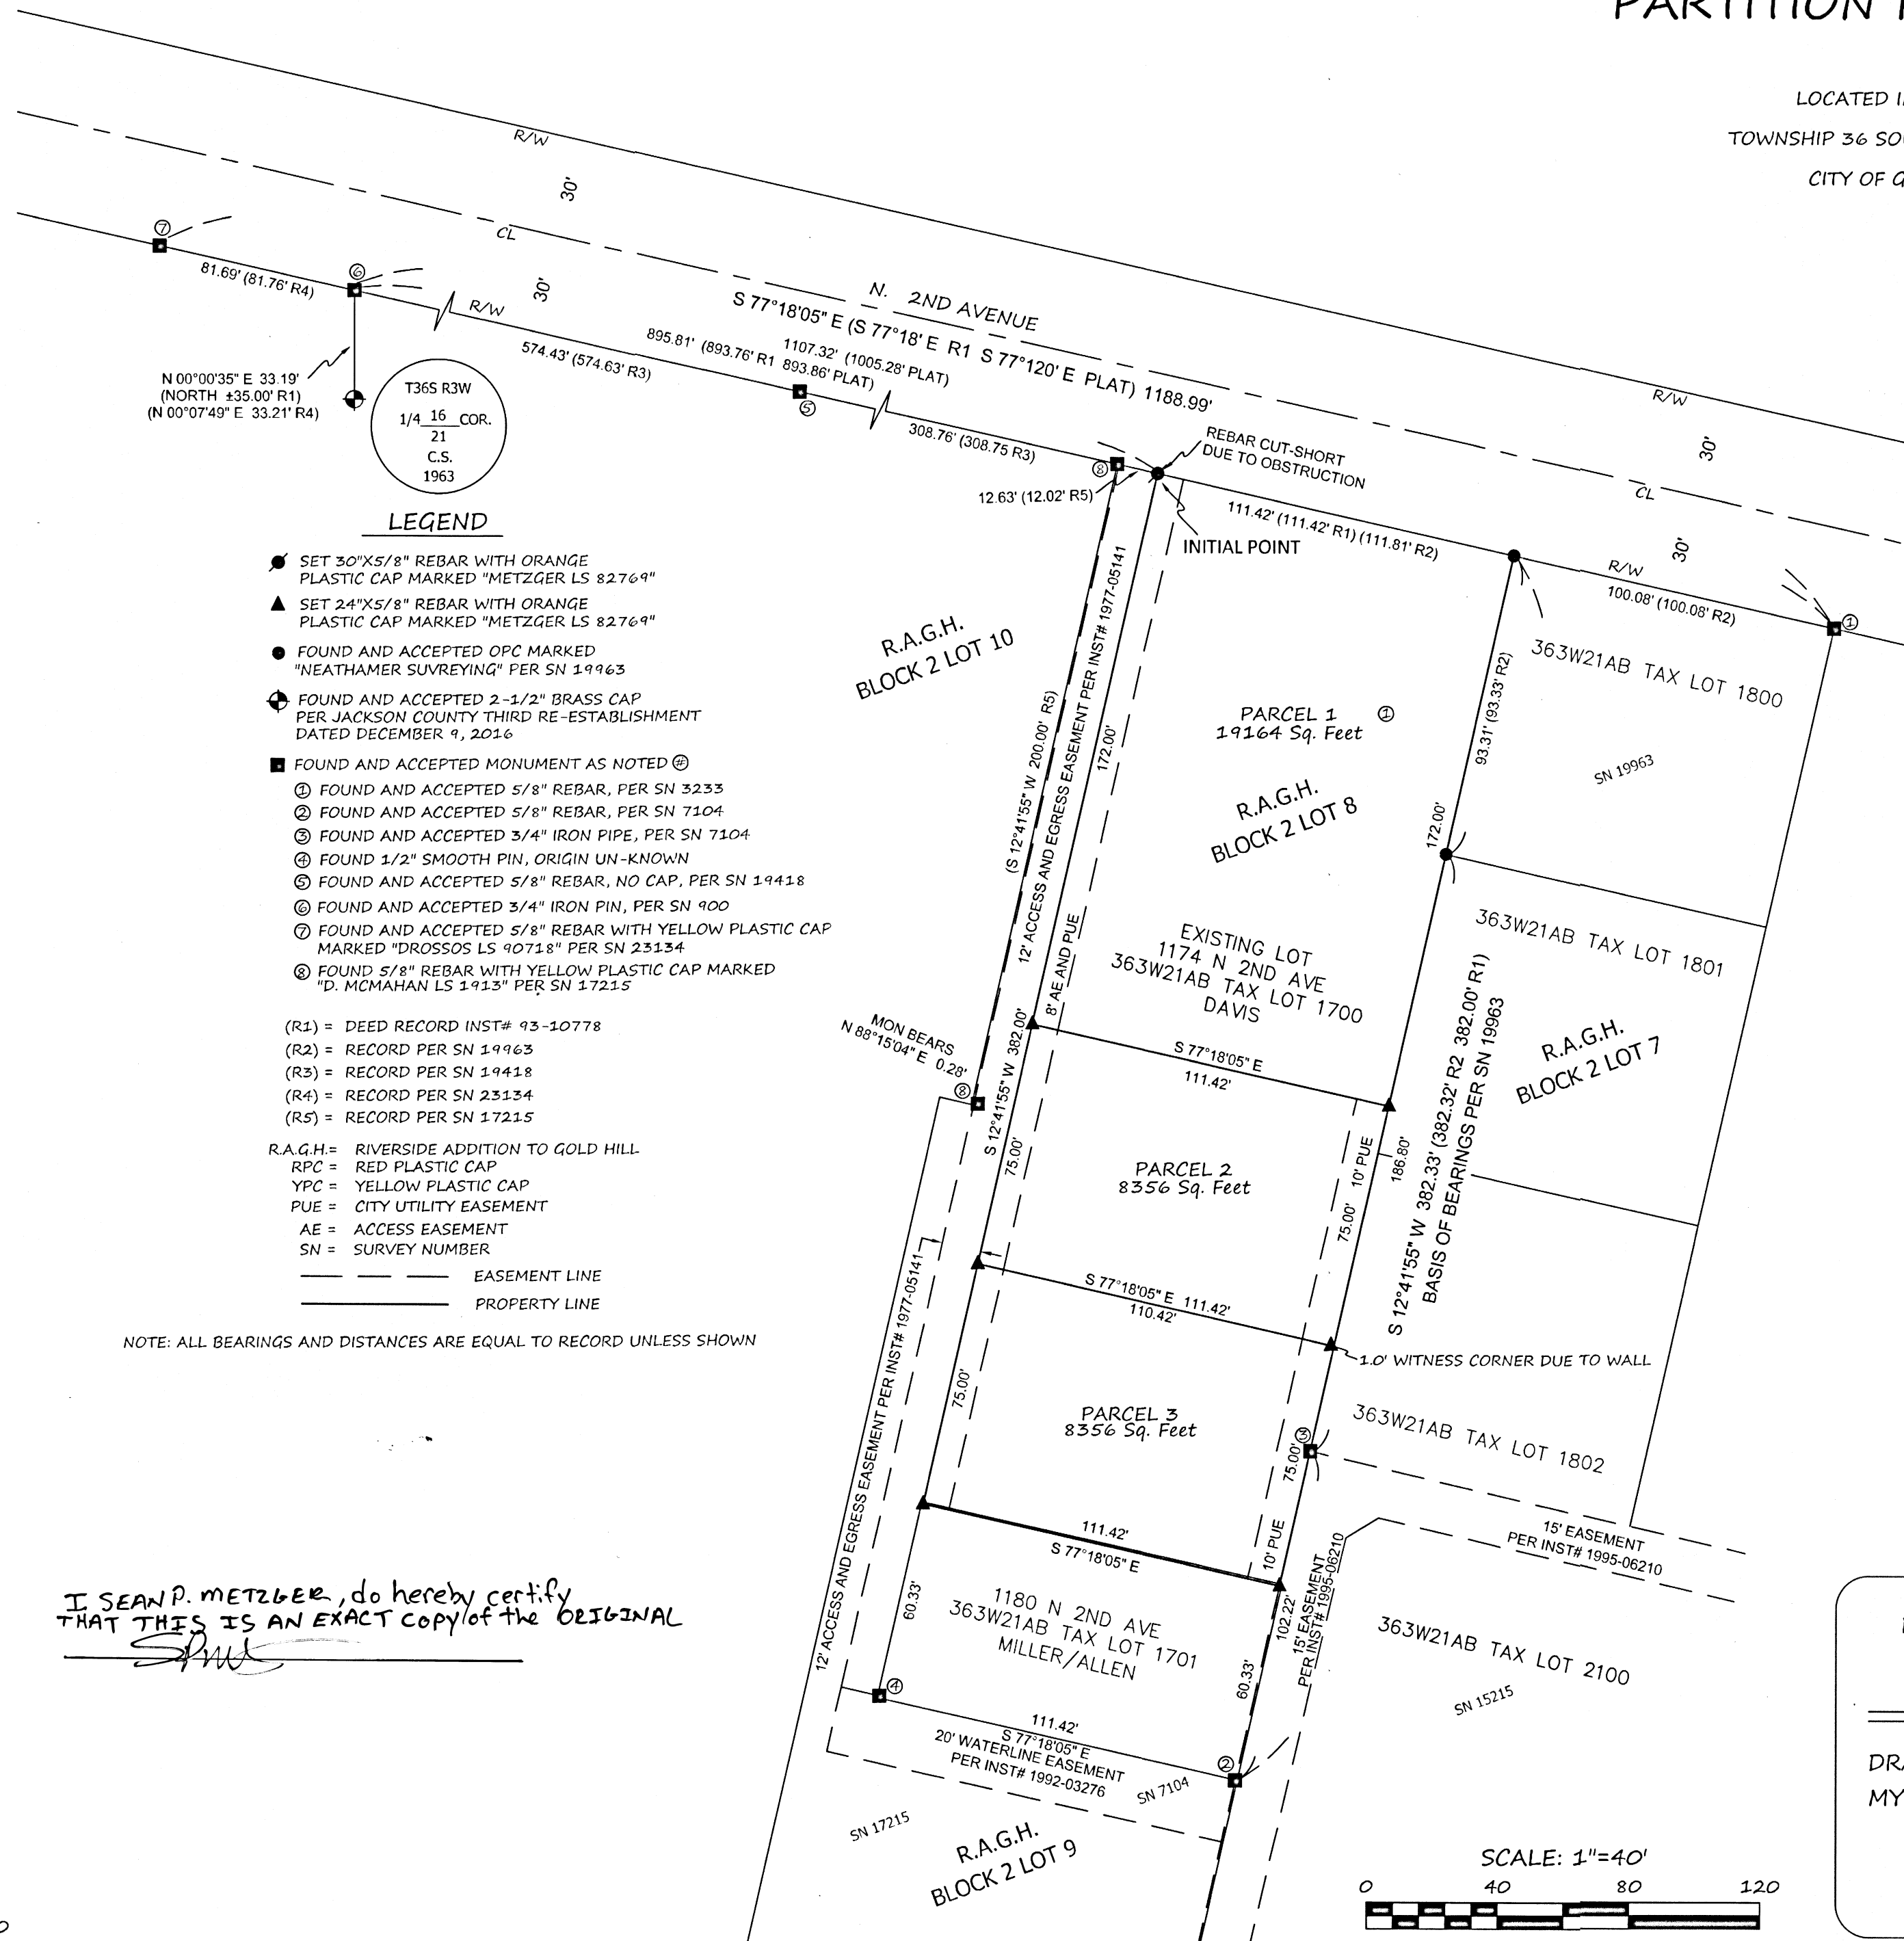 PARTITION
LOCATED
TOWNSHIP 36
CITY OF
R/W
30'
CL
30'
⑦
81.69' (81.76' R4)
⑥
R/W
N. 2ND AVENUE
S 77°18'05" E (S 77°18' E R1 S 77°120' E PLAT) 1188.99'
1107.32' (1005.28' PLAT)
895.81' (893.76' R1 893.86' PLAT)
574.43' (574.63' R3)
⑤
308.76' (308.75 R3)
N 00°00'35" E 33.19'
(NORTH ±35.00' R1)
(N 00°07'49" E 33.21' R4)
T36S R3W
1/4 16 COR.
21
C.S.
1963
R/W
30'
CL
30'
R/W
REBAR CUT-SHORT
DUE TO OBSTRUCTION
⑧
12.63' (12.02' R5)
INITIAL POINT
111.42' (111.42' R1) (111.81' R2)
100.08' (100.08' R2)
①
LEGEND
SET 30"X5/8" REBAR WITH ORANGE
PLASTIC CAP MARKED "METZGER LS 82769"
SET 24"X5/8" REBAR WITH ORANGE
PLASTIC CAP MARKED "METZGER LS 82769"
FOUND AND ACCEPTED OPC MARKED
"NEATHAMER SUVREYING" PER SN 19963
FOUND AND ACCEPTED 2-1/2" BRASS CAP
PER JACKSON COUNTY THIRD RE-ESTABLISHMENT
DATED DECEMBER 9, 2016
FOUND AND ACCEPTED MONUMENT AS NOTED #
① FOUND AND ACCEPTED 5/8" REBAR, PER SN 3233
② FOUND AND ACCEPTED 5/8" REBAR, PER SN 7104
③ FOUND AND ACCEPTED 3/4" IRON PIPE, PER SN 7104
④ FOUND 1/2" SMOOTH PIN, ORIGIN UN-KNOWN
⑤ FOUND AND ACCEPTED 5/8" REBAR, NO CAP, PER SN 19418
⑥ FOUND AND ACCEPTED 3/4" IRON PIN, PER SN 900
⑦ FOUND AND ACCEPTED 5/8" REBAR WITH YELLOW PLASTIC CAP
MARKED "DROSSOS LS 90718" PER SN 23134
⑧ FOUND 5/8" REBAR WITH YELLOW PLASTIC CAP MARKED
"D. MCMAHAN LS 1913" PER SN 17215
(R1) = DEED RECORD INST# 93-10778
(R2) = RECORD PER SN 19963
(R3) = RECORD PER SN 19418
(R4) = RECORD PER SN 23134
(R5) = RECORD PER SN 17215
R.A.G.H.= RIVERSIDE ADDITION TO GOLD HILL
RPC = RED PLASTIC CAP
YPC = YELLOW PLASTIC CAP
PUE = CITY UTILITY EASEMENT
AE = ACCESS EASEMENT
SN = SURVEY NUMBER
EASEMENT LINE
PROPERTY LINE
NOTE: ALL BEARINGS AND DISTANCES ARE EQUAL TO RECORD UNLESS SHOWN
R.A.G.H.
BLOCK 2 LOT 10
(S 12°41'55" W 200.00' R5)
12' ACCESS AND EGRESS EASEMENT PER INST# 1977-05141
172.00'
8' AE AND PUE
PARCEL 1 ①
19164 Sq. Feet
R.A.G.H.
BLOCK 2 LOT 8
EXISTING LOT
1174 N 2ND AVE
363W21AB TAX LOT 1700
DAVIS
93.31' (93.33' R2)
172.00'
363W21AB TAX LOT 1800
SN 19963
363W21AB TAX LOT 1801
R.A.G.H.
BLOCK 2 LOT 7
S 12°41'55" W 382.33' (382.32' R2 382.00' R1)
BASIS OF BEARINGS PER SN 19963
MON BEARS
N 88°15'04" E 0.28'
⑧
S 12°41'55" W 382.00'
S 77°18'05" E
111.42'
75.00'
PARCEL 2
8356 Sq. Feet
10' PUE
186.80'
75.00'
S 77°18'05" E 111.42'
110.42'
1.0' WITNESS CORNER DUE TO WALL
75.00'
PARCEL 3
8356 Sq. Feet
363W21AB TAX LOT 1802
③
75.00'
12' ACCESS AND EGRESS EASEMENT PER INST# 1977-05141
111.42'
S 77°18'05" E
10' PUE
15' EASEMENT
PER INST# 1995-06210
15' EASEMENT
PER INST# 1995-06210
102.22'
60.33'
1180 N 2ND AVE
363W21AB TAX LOT 1701
MILLER/ALLEN
60.33'
363W21AB TAX LOT 2100
SN 15215
④
111.42'
S 77°18'05" E
20' WATERLINE EASEMENT
PER INST# 1992-03276
②
SN 7104
SN 17215
R.A.G.H.
BLOCK 2 LOT 9
I SEAN P. METZGER, do hereby certify
THAT THIS IS AN EXACT copy of the ORIGINAL
SCALE: 1"=40'
0 40 80 120
MY